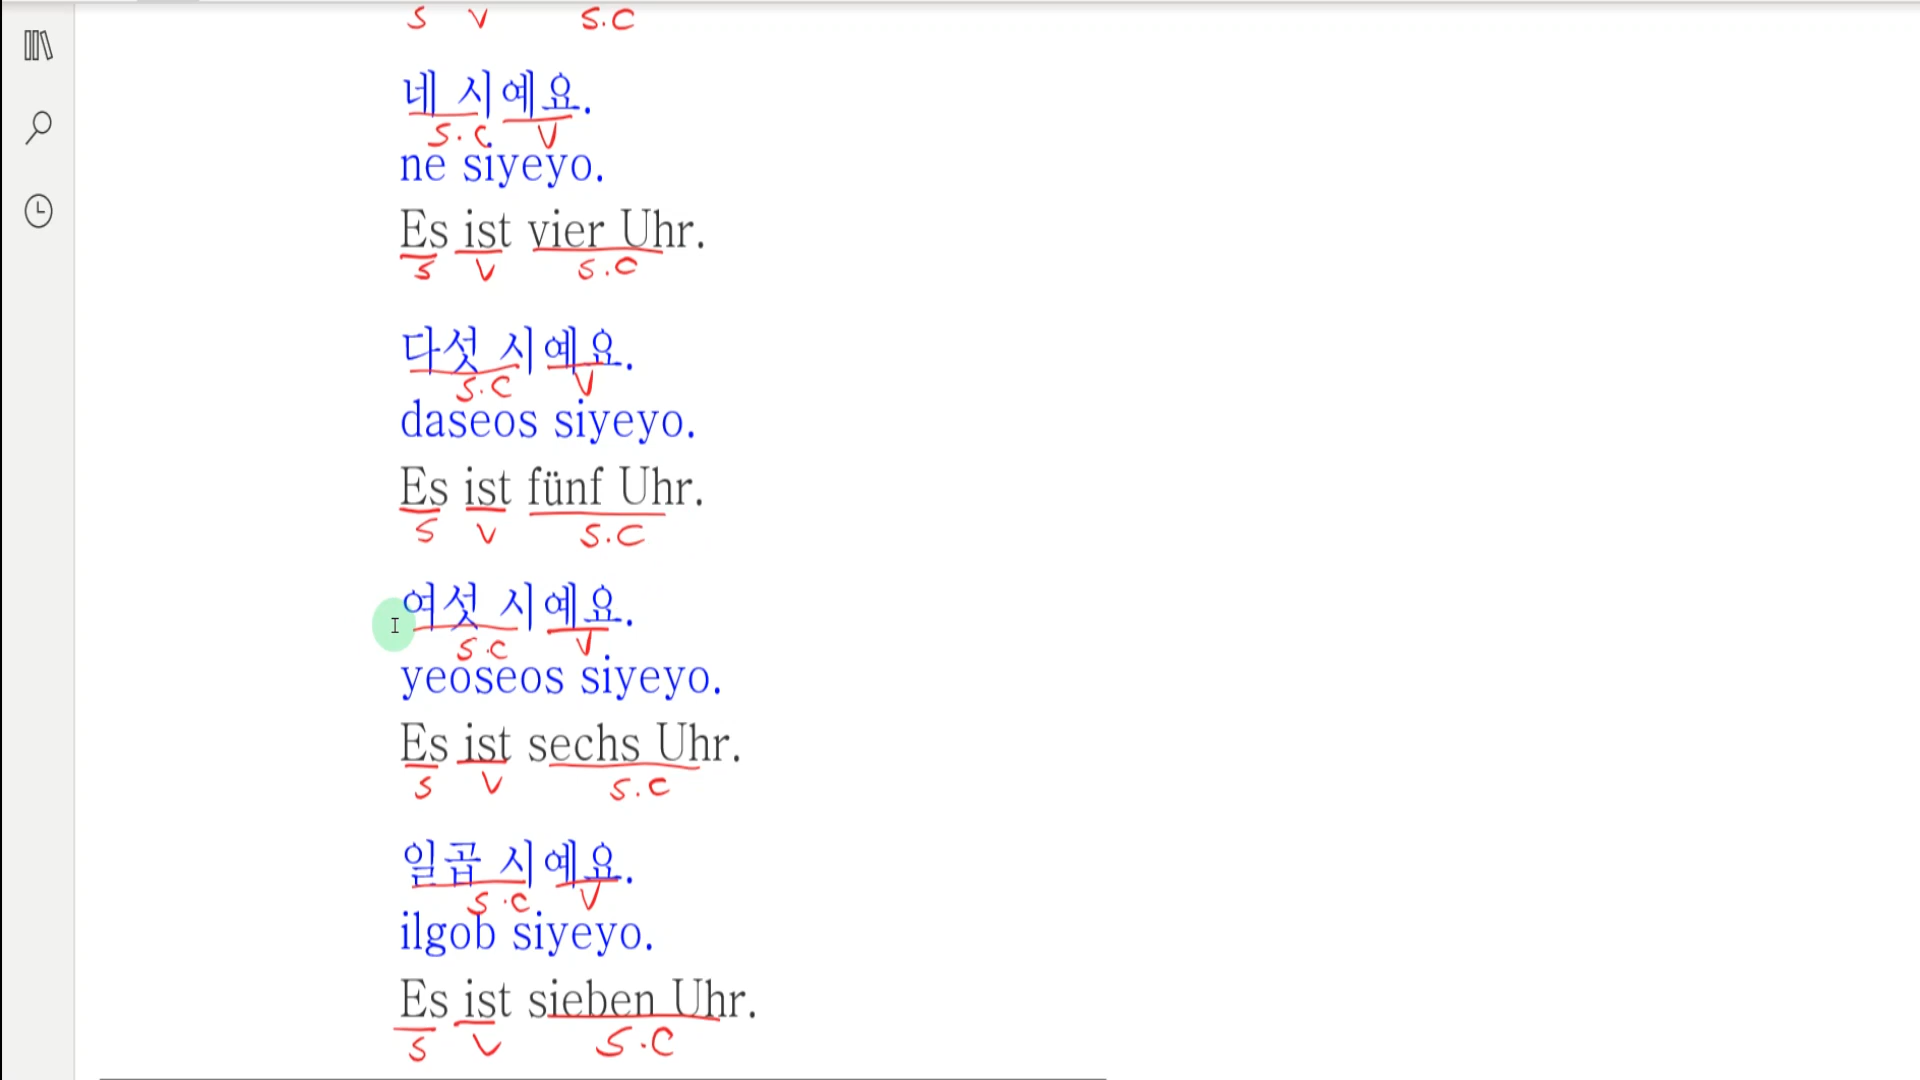 S V S.C
네 시예요.
S.C V
ne siyeyo.
Es ist vier Uhr.
S V S.C
다섯 시예요.
S.C V
daseos siyeyo.
Es ist fünf Uhr.
S V S.C
여섯 시예요.
S.C V
yeoseos siyeyo.
Es ist sechs Uhr.
S V S.C
일곱 시예요.
S.C V
ilgob siyeyo.
Es ist sieben Uhr.
S V S.C